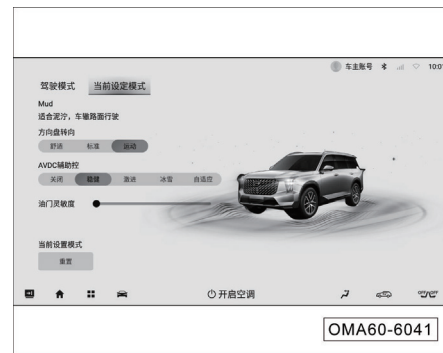 车主账号 10:0
驾驶模式 当前设定模式
Mud
适合泥泞，车辙路面行驶
方向盘转向
舒适 标准 运动
AVDC辅助控
关闭 稳健 激进 冰雪 自适应
油门灵敏度
当前设置模式
重置
开启空调
OMA60-6041